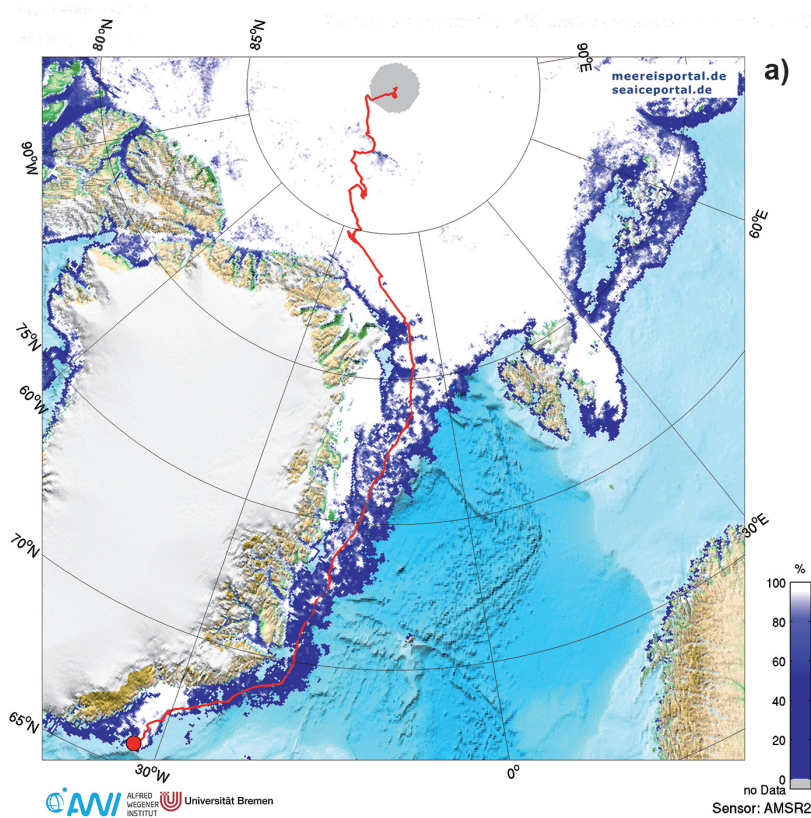 80°N
85°N
90°E
meereisportal.de
seaiceportal.de
a)
90°W
60°E
75°N
60°W
30°E
70°N
%
100
80
60
40
20
0
65°N
30°W
0°
no Data
Sensor: AMSR2
AWI
ALFRED
WEGENER
INSTITUT
Universität Bremen